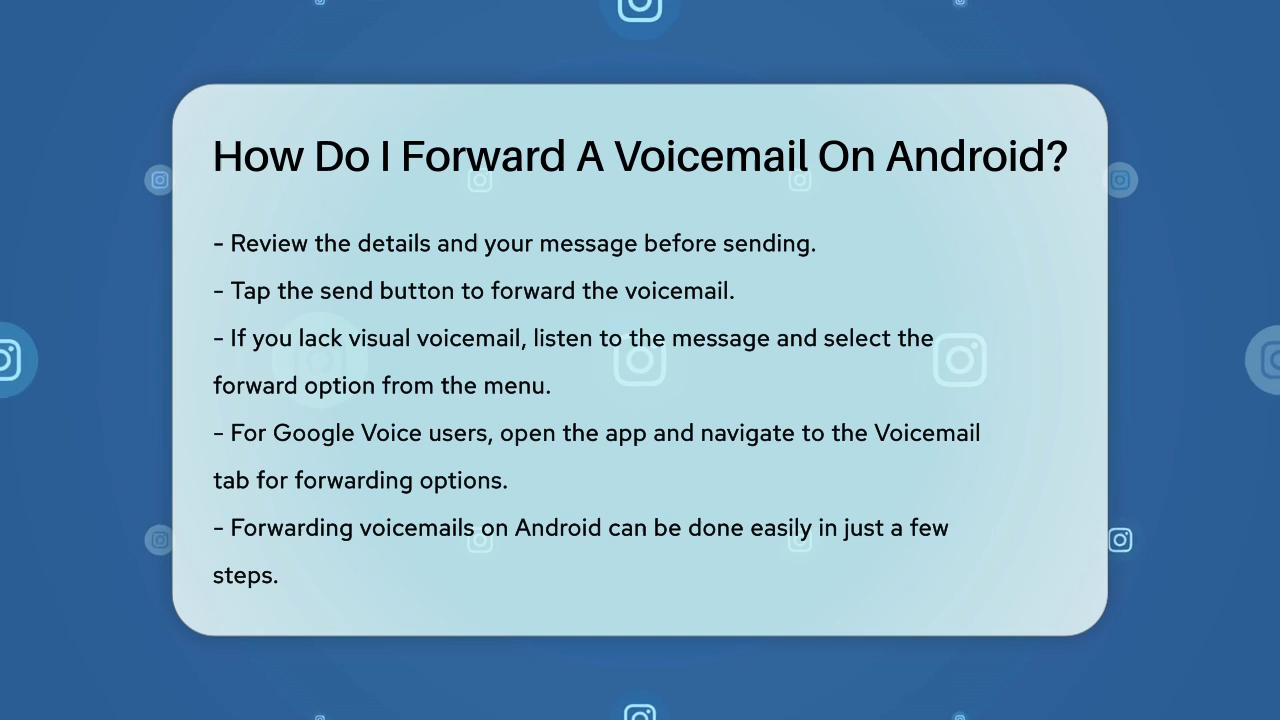 How Do I Forward A Voicemail On Android?
- Review the details and your message before sending.
- Tap the send button to forward the voicemail.
- If you lack visual voicemail, listen to the message and select the
forward option from the menu.
- For Google Voice users, open the app and navigate to the Voicemail
tab for forwarding options.
- Forwarding voicemails on Android can be done easily in just a few
steps.